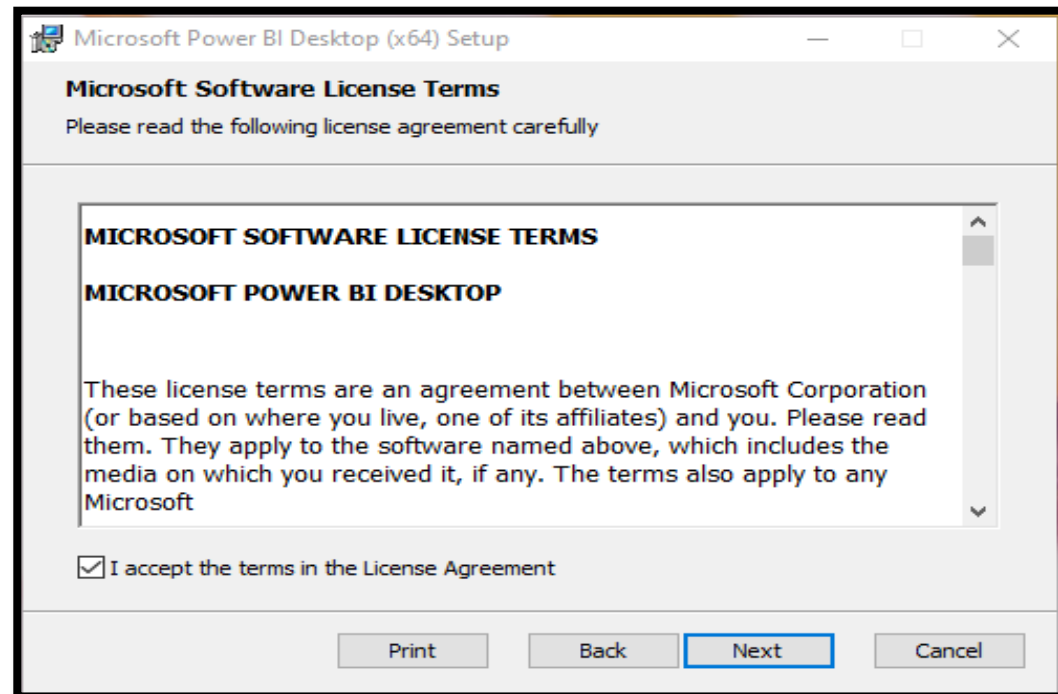 Microsoft Power BI Desktop (x64) Setup
Microsoft Software License Terms
Please read the following license agreement carefully
MICROSOFT SOFTWARE LICENSE TERMS
MICROSOFT POWER BI DESKTOP
These license terms are an agreement between Microsoft Corporation
(or based on where you live, one of its affiliates) and you. Please read
them. They apply to the software named above, which includes the
media on which you received it, if any. The terms also apply to any
Microsoft
I accept the terms in the License Agreement
Print Back Next Cancel